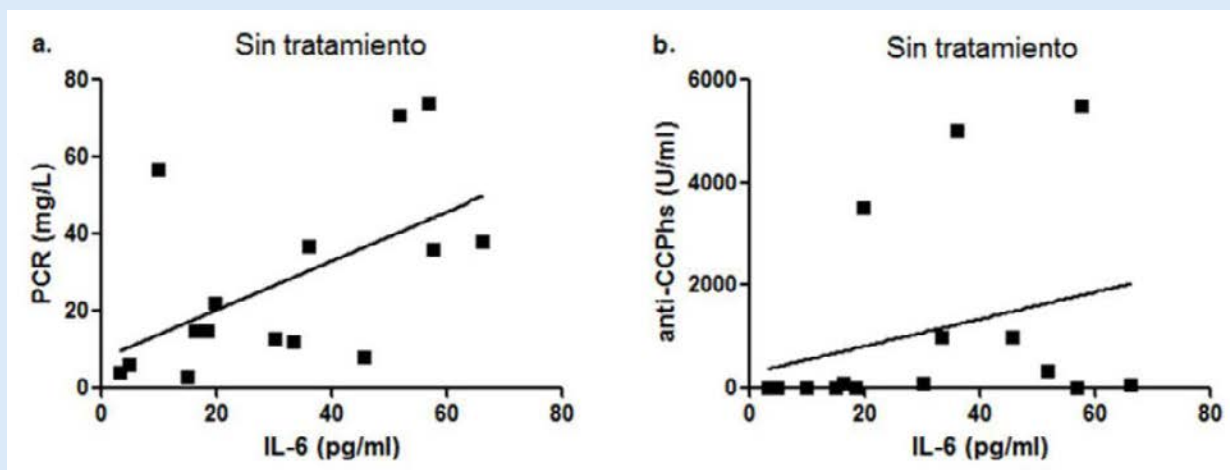 a.
Sin tratamiento
80
60
40
20
0
PCR (mg/L)
0 20 40 60 80
IL-6 (pg/ml)
b.
Sin tratamiento
6000
4000
2000
0
anti-CCPhs (U/ml)
0 20 40 60 80
IL-6 (pg/ml)